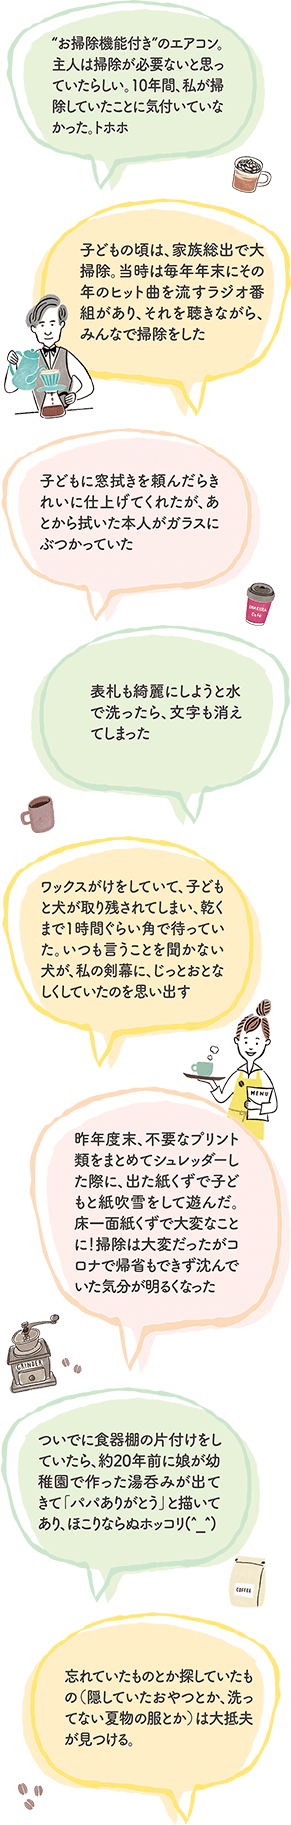 “お掃除機能付き”のエアコン。
主人は掃除が必要ないと思っ
ていたらしい。10年間、私が掃
除していたことに気付いていな
かった。トホホ
子どもの頃は、家族総出で大
掃除。当時は毎年年末にその
年のヒット曲を流すラジオ番
組があり、それを聴きながら、
みんなで掃除をした
子どもに窓拭きを頼んだらき
れいに仕上げてくれたが、あ
とから拭いた本人がガラスに
ぶつかっていた
Café
表札も綺麗にしようと水
で洗ったら、文字も消え
てしまった
ワックスがけをしていて、子ども
と犬が取り残されてしまい、乾く
まで1時間ぐらい角で待ってい
た。いつも言うことを聞かない
犬が、私の剣幕に、じっとおとな
しくしていたのを思い出す
MENU
昨年度末、不要なプリント
類をまとめてシュレッダーし
た際に、出た紙くずで子ど
もと紙吹雪をして遊んだ。
床一面紙くずで大変なこと
に！掃除は大変だったがコ
ロナで帰省もできず沈んで
いた気分が明るくなった
GRINDER
ついでに食器棚の片付けをし
ていたら、約20年前に娘が幼
稚園で作った湯呑みが出て
きて「パパありがとう」と描いて
あり、ほこりならぬホッコリ(^_^)
COFFEE
忘れていたものとか探していたも
の（隠していたおやつとか、洗っ
てない夏物の服とか）は大抵夫
が見つける。